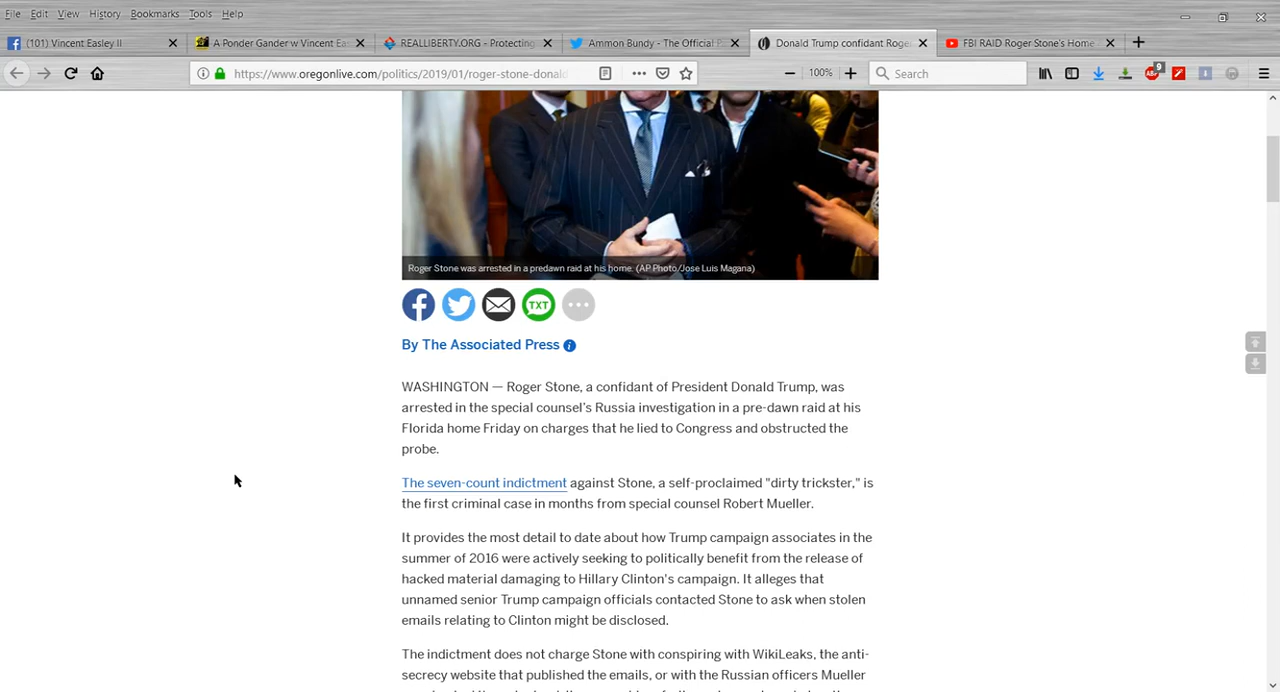 File Edit View History Bookmarks Tools Help
(101) Vincent Easley II
A Ponder Gander w Vincent Eas
REALLIBERTY.ORG - Protecting
Ammon Bundy - The Official P
Donald Trump confidant Roge
FBI RAID Roger Stone's Home
https://www.oregonlive.com/politics/2019/01/roger-stone-donald
100%
Search
ABP
9
Roger Stone was arrested in a predawn raid at his home. (AP Photo/Jose Luis Magana)
TXT
By The Associated Press
WASHINGTON — Roger Stone, a confidant of President Donald Trump, was
arrested in the special counsel's Russia investigation in a pre-dawn raid at his
Florida home Friday on charges that he lied to Congress and obstructed the
probe.
The seven-count indictment against Stone, a self-proclaimed "dirty trickster," is
the first criminal case in months from special counsel Robert Mueller.
It provides the most detail to date about how Trump campaign associates in the
summer of 2016 were actively seeking to politically benefit from the release of
hacked material damaging to Hillary Clinton's campaign. It alleges that
unnamed senior Trump campaign officials contacted Stone to ask when stolen
emails relating to Clinton might be disclosed.
The indictment does not charge Stone with conspiring with WikiLeaks, the anti-
secrecy website that published the emails, or with the Russian officers Mueller